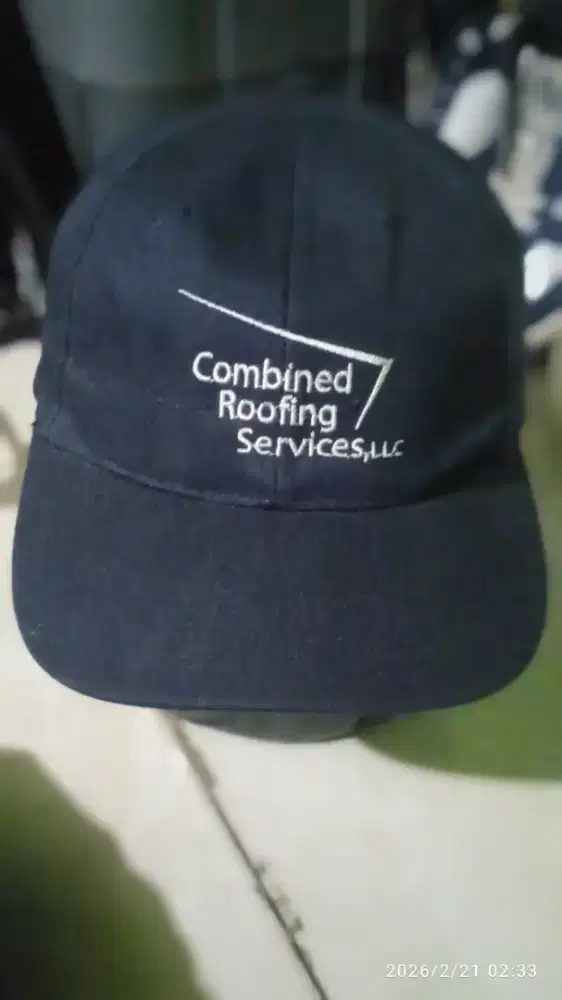 Combined
Roofing
Services,LLC
2026/2/21 02:33